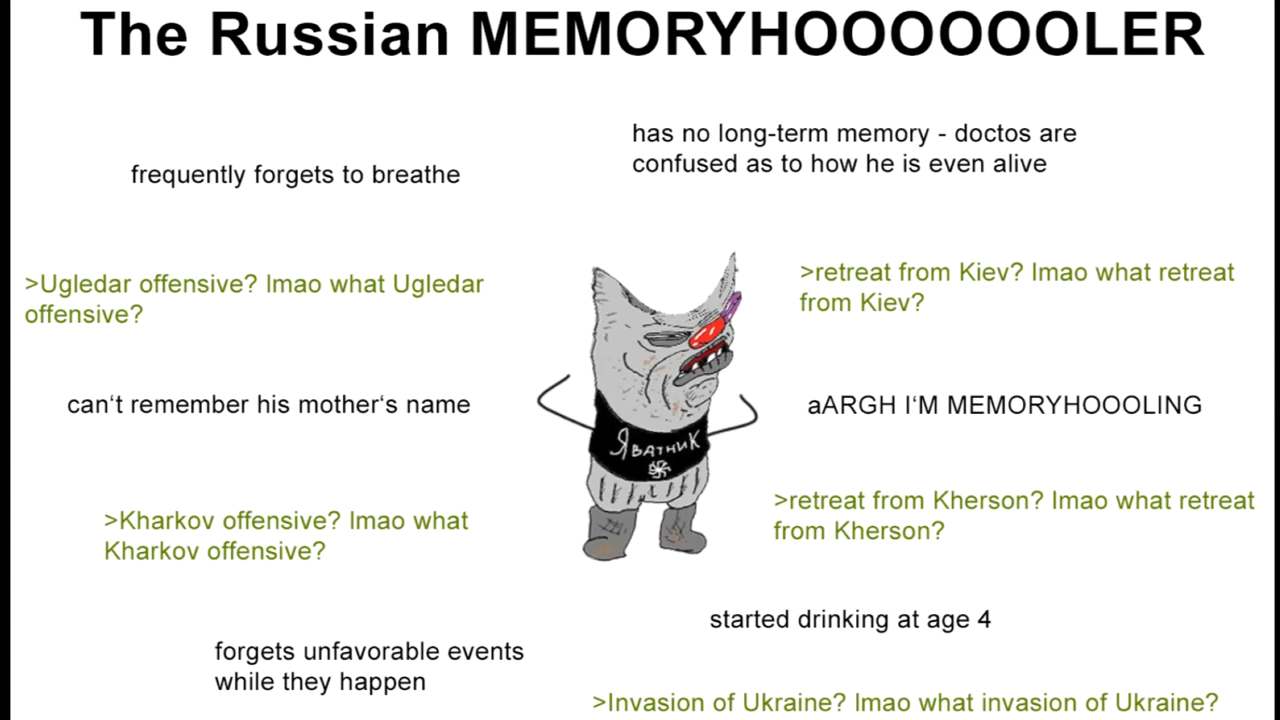 The Russian MEMORYHOOOOOOLER
has no long-term memory - doctos are
confused as to how he is even alive
frequently forgets to breathe
>Ugledar offensive? lmao what Ugledar
offensive?
>retreat from Kiev? lmao what retreat
from Kiev?
can't remember his mother's name
aARGH I'M MEMORYHOOOLING
Я ВАТНИК
>Kharkov offensive? lmao what
Kharkov offensive?
>retreat from Kherson? lmao what retreat
from Kherson?
started drinking at age 4
forgets unfavorable events
while they happen
>Invasion of Ukraine? lmao what invasion of Ukraine?